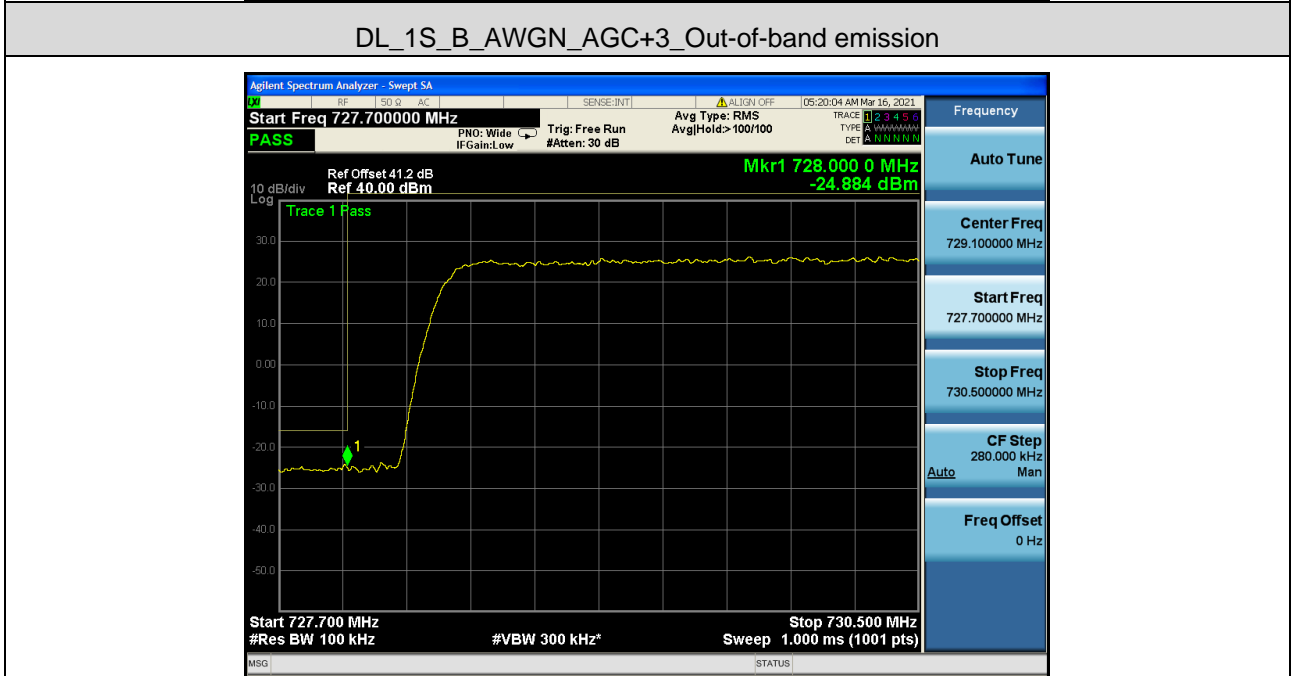 DL_1S_B_AWGN_AGC+3_Out-of-band emission
Agilent Spectrum Analyzer - Swept SA
LXI RF 50 Ω AC SENSE:INT ALIGN OFF 05:20:04 AM Mar 16, 2021
Start Freq 727.700000 MHz
PASS
PNO: Wide
IFGain:Low
Trig: Free Run
#Atten: 30 dB
Avg Type: RMS
Avg|Hold:>100/100
TRACE 1 2 3 4 5 6
TYPE A WWWWW
DET A N N N N N
Mkr1 728.000 0 MHz
-24.884 dBm
Ref Offset 41.2 dB
10 dB/div Ref 40.00 dBm
Log
Trace 1 Pass
30.0
20.0
10.0
0.00
-10.0
-20.0
-30.0
-40.0
-50.0
1
Start 727.700 MHz Stop 730.500 MHz
#Res BW 100 kHz #VBW 300 kHz* Sweep 1.000 ms (1001 pts)
MSG STATUS
Frequency
Auto Tune
Center Freq
729.100000 MHz
Start Freq
727.700000 MHz
Stop Freq
730.500000 MHz
CF Step
280.000 kHz
Auto Man
Freq Offset
0 Hz